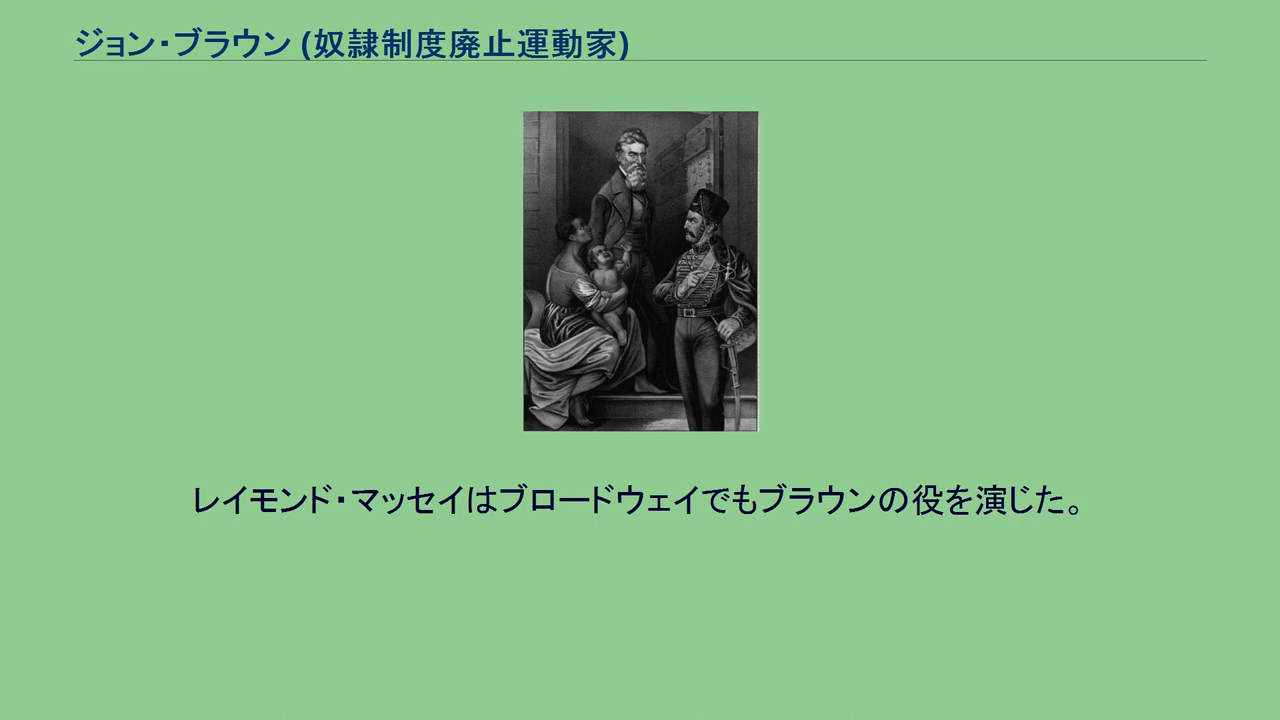 ジョン・ブラウン (奴隷制度廃止運動家)
レイモンド・マッセイはブロードウェイでもブラウンの役を演じた。